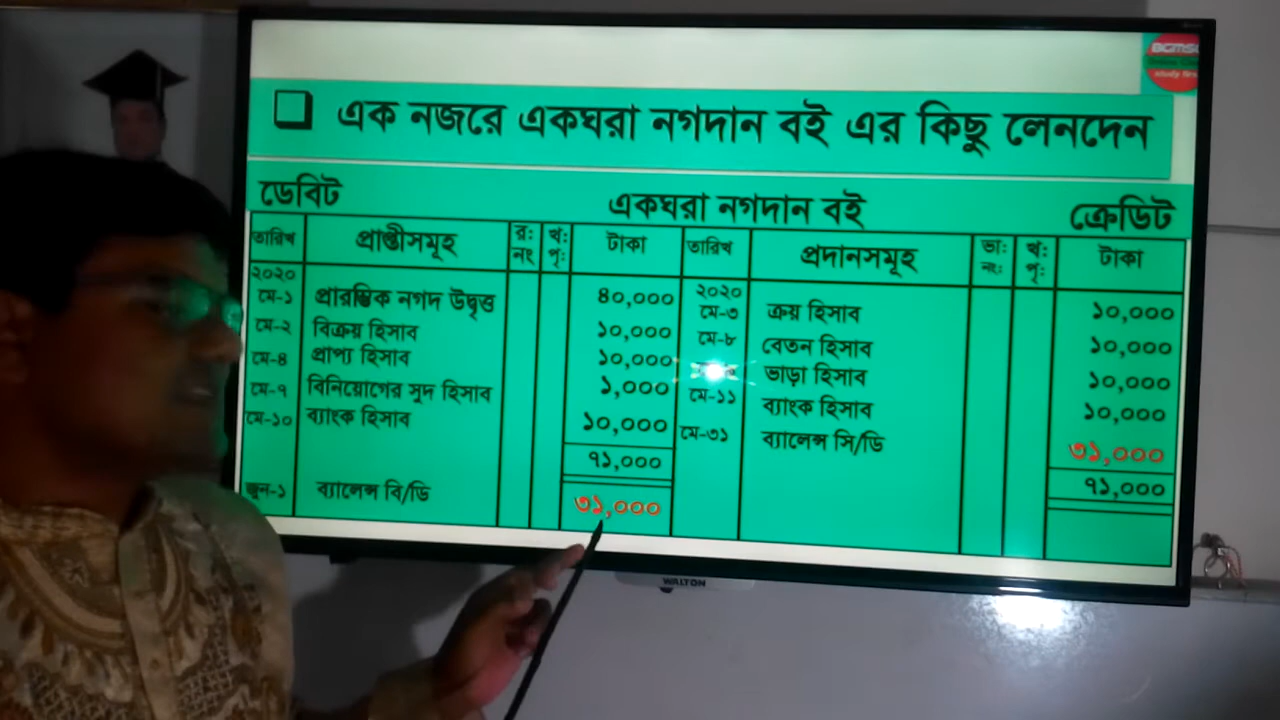 BGMSC
Study firs
এক নজরে একঘরা নগদান বই এর কিছু লেনদেন
ডেবিট একঘরা নগদান বই ক্রেডিট
তারিখ প্রাপ্তীসমূহ র: নং খ: পৃ: টাকা তারিখ প্রদানসমূহ ভা: নং: খ: পৃ: টাকা
২০২০ ২০২০
মে-১ প্রারম্ভিক নগদ উদ্বৃত্ত ৪০,০০০ মে-৩ ক্রয় হিসাব ১০,০০০
মে-২ বিক্রয় হিসাব ১০,০০০ মে-৮ বেতন হিসাব ১০,০০০
মে-৪ প্রাপ্য হিসাব ১০,০০০ ভাড়া হিসাব ১০,০০০
মে-৭ বিনিয়োগের সুদ হিসাব ১,০০০ মে-১১ ব্যাংক হিসাব ১০,০০০
মে-১০ ব্যাংক হিসাব ১০,০০০ মে-৩১ ব্যালেন্স সি/ডি ৩১,০০০
৭১,০০০ ৭১,০০০
জুন-১ ব্যালেন্স বি/ডি ৩১,০০০
WALTON